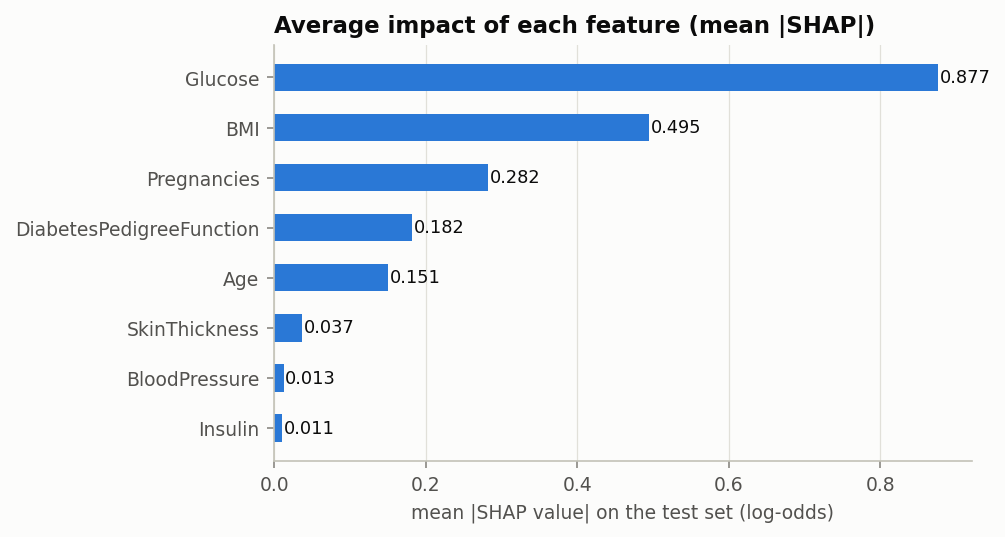 Average impact of each feature (mean |SHAP|)
Glucose 0.877
BMI 0.495
Pregnancies 0.282
DiabetesPedigreeFunction 0.182
Age 0.151
SkinThickness 0.037
BloodPressure 0.013
Insulin 0.011
0.0 0.2 0.4 0.6 0.8
mean |SHAP value| on the test set (log-odds)